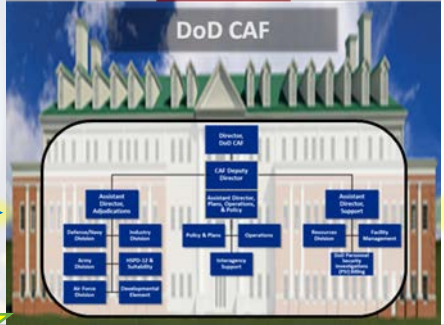 DoD CAF
Director,
DoD CAF
CAF Deputy
Director
Assistant
Director,
Adjudications
Assistant Director,
Plans, Operations,
& Policy
Assistant
Director,
Support
Defense/Navy
Division
Industry
Division
Policy & Plans
Operations
Resources
Division
Facility
Management
Army
Division
HSPD-12 &
Suitability
Interagency
Support
DoD Personnel
Security
Investigations
(PSI) Billing
Air Force
Division
Developmental
Element